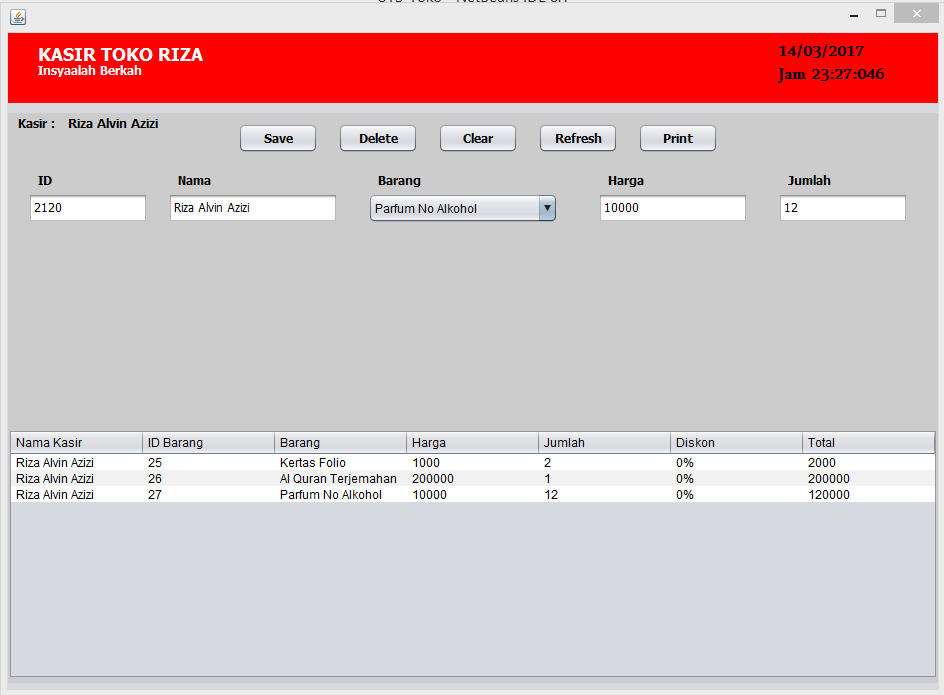 KASIR TOKO RIZA
Insyaalah Berkah
14/03/2017
Jam 23:27:046
Kasir : Riza Alvin Azizi
Save Delete Clear Refresh Print
ID Nama Barang Harga Jumlah
2120 Riza Alvin Azizi Parfum No Alkohol 10000 12
Nama Kasir ID Barang Barang Harga Jumlah Diskon Total
Riza Alvin Azizi 25 Kertas Folio 1000 2 0% 2000
Riza Alvin Azizi 26 Al Quran Terjemahan 200000 1 0% 200000
Riza Alvin Azizi 27 Parfum No Alkohol 10000 12 0% 120000